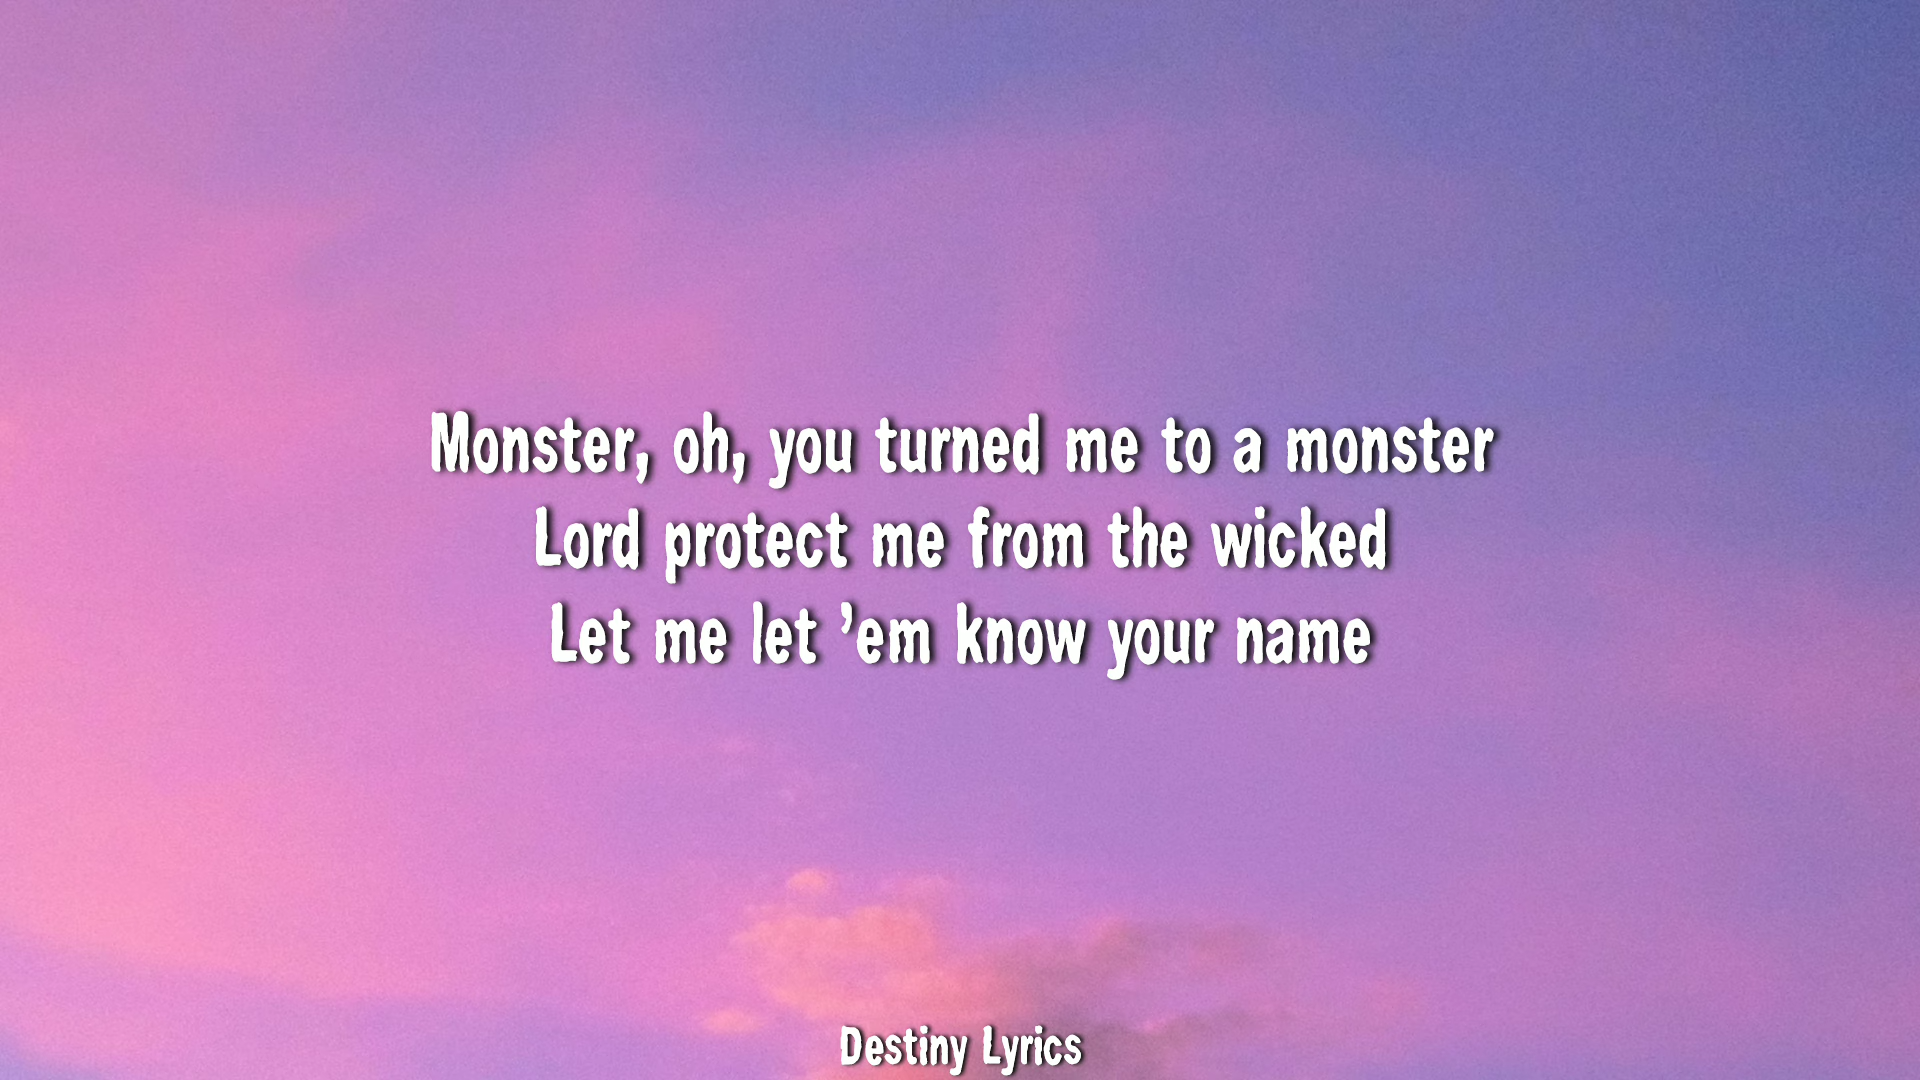 Monster, oh, you turned me to a monster
Lord protect me from the wicked
Let me let ’em know your name
Destiny Lyrics